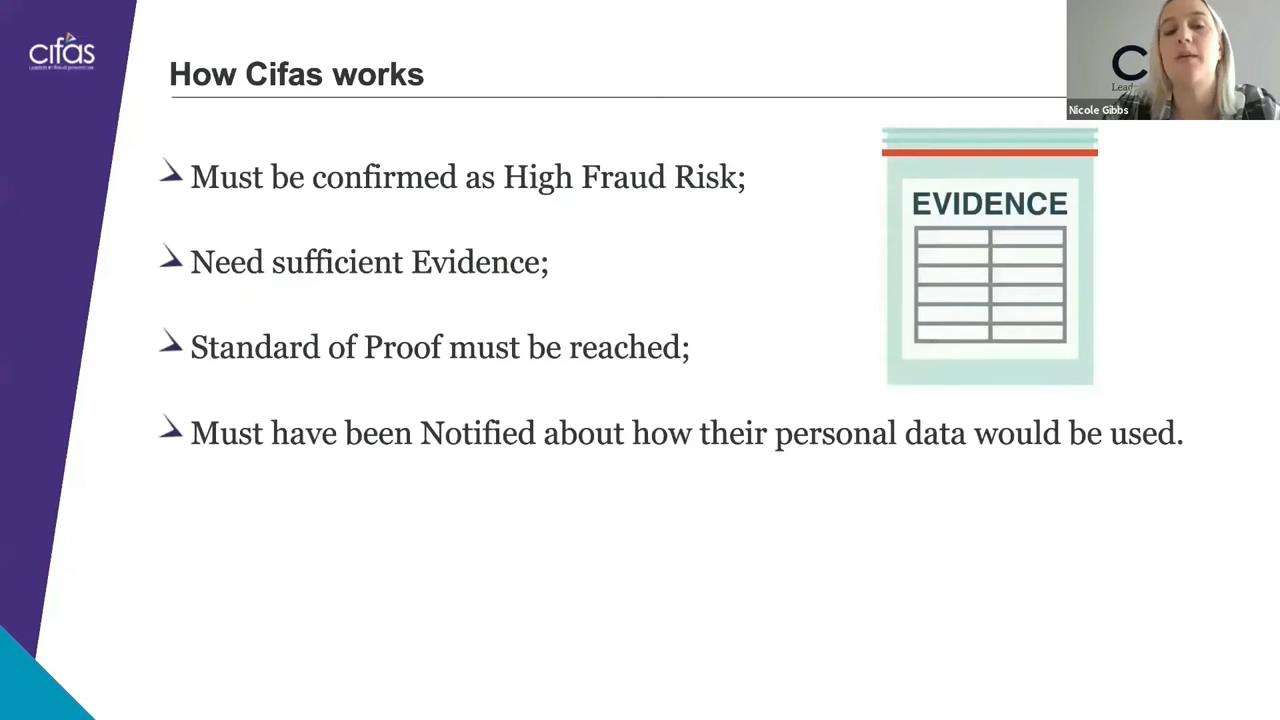 cifas
How Cifas works
C
Lead
Nicole Gibbs
Must be confirmed as High Fraud Risk;
EVIDENCE
Need sufficient Evidence;
Standard of Proof must be reached;
Must have been Notified about how their personal data would be used.